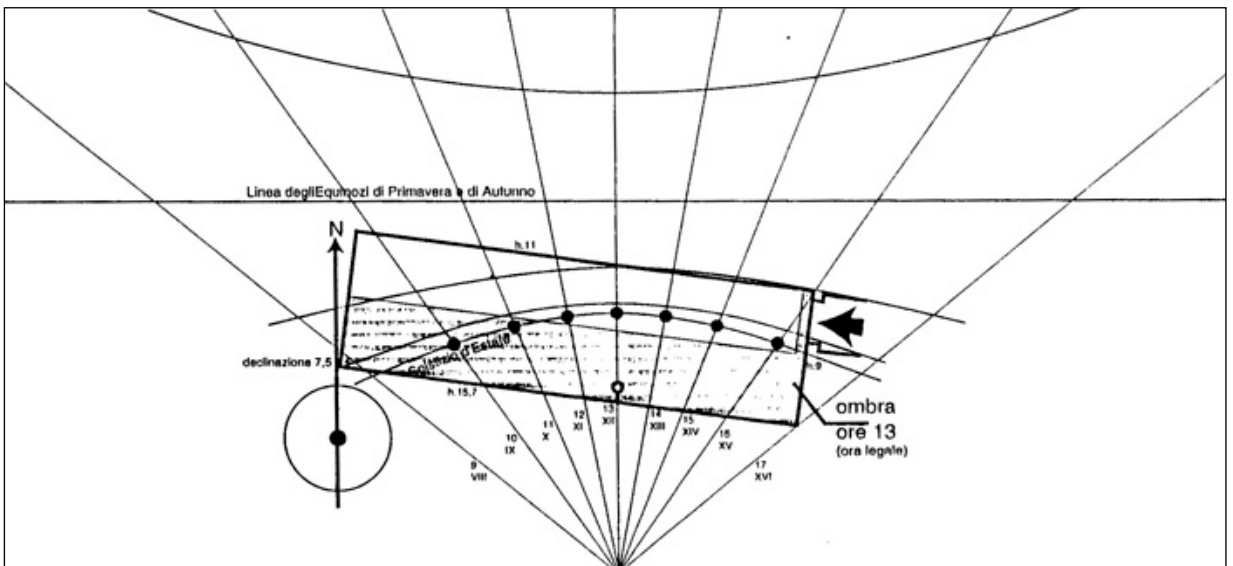 Linea degliEquinozi di Primavera e di Autunno
N
h.11
declinazione 7,5
Solstizio d'Estate
h.9
h.15,7
ombra
ore 13
(ora legale)
9
VIII
10
IX
11
X
12
XI
13
XII
14
XIII
15
XIV
16
XV
17
XVI